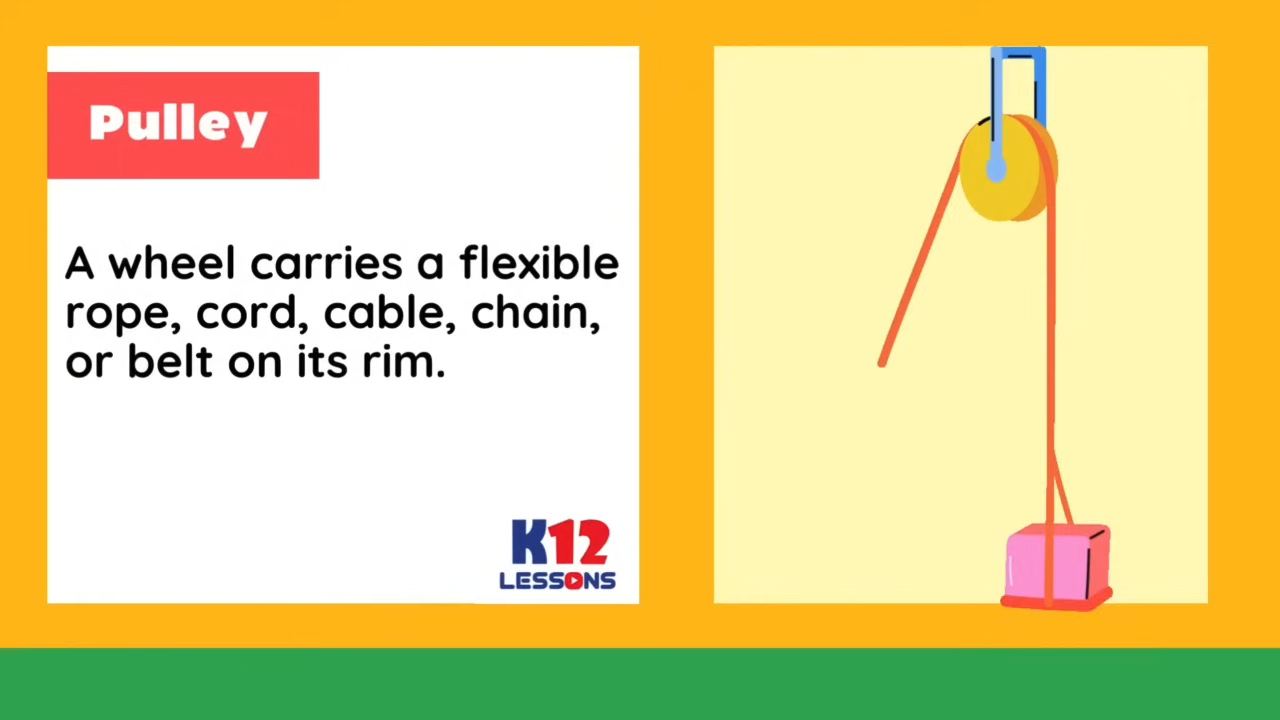 Pulley
A wheel carries a flexible
rope, cord, cable, chain,
or belt on its rim.
K12
LESSONS